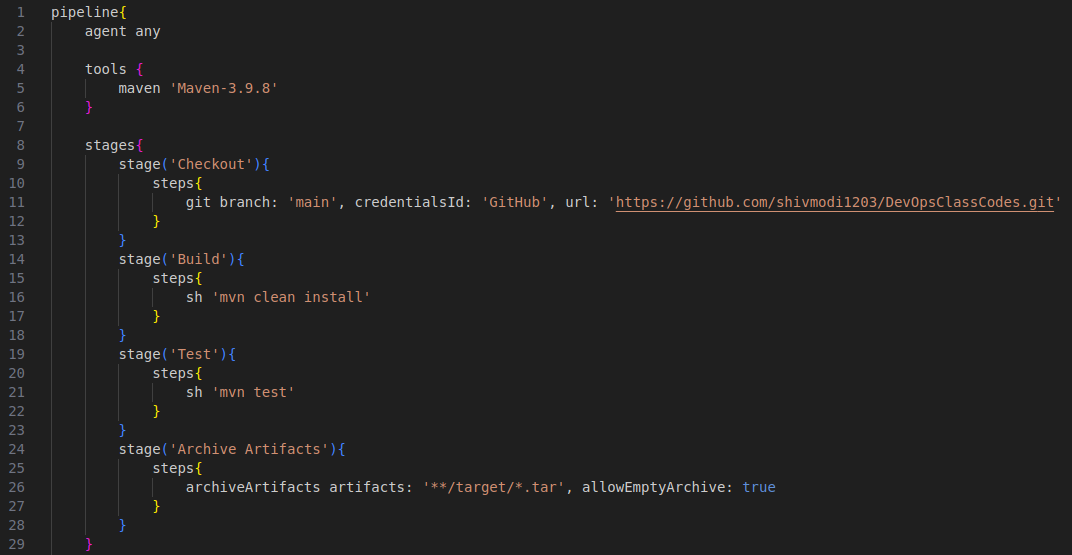 1 pipeline{
2     agent any
3
4     tools {
5         maven 'Maven-3.9.8'
6     }
7
8     stages{
9         stage('Checkout'){
10             steps{
11                 git branch: 'main', credentialsId: 'GitHub', url: 'https://github.com/shivmodi1203/DevOpsClassCodes.git'
12             }
13         }
14         stage('Build'){
15             steps{
16                 sh 'mvn clean install'
17             }
18         }
19         stage('Test'){
20             steps{
21                 sh 'mvn test'
22             }
23         }
24         stage('Archive Artifacts'){
25             steps{
26                 archiveArtifacts artifacts: '**/target/*.tar', allowEmptyArchive: true
27             }
28         }
29     }